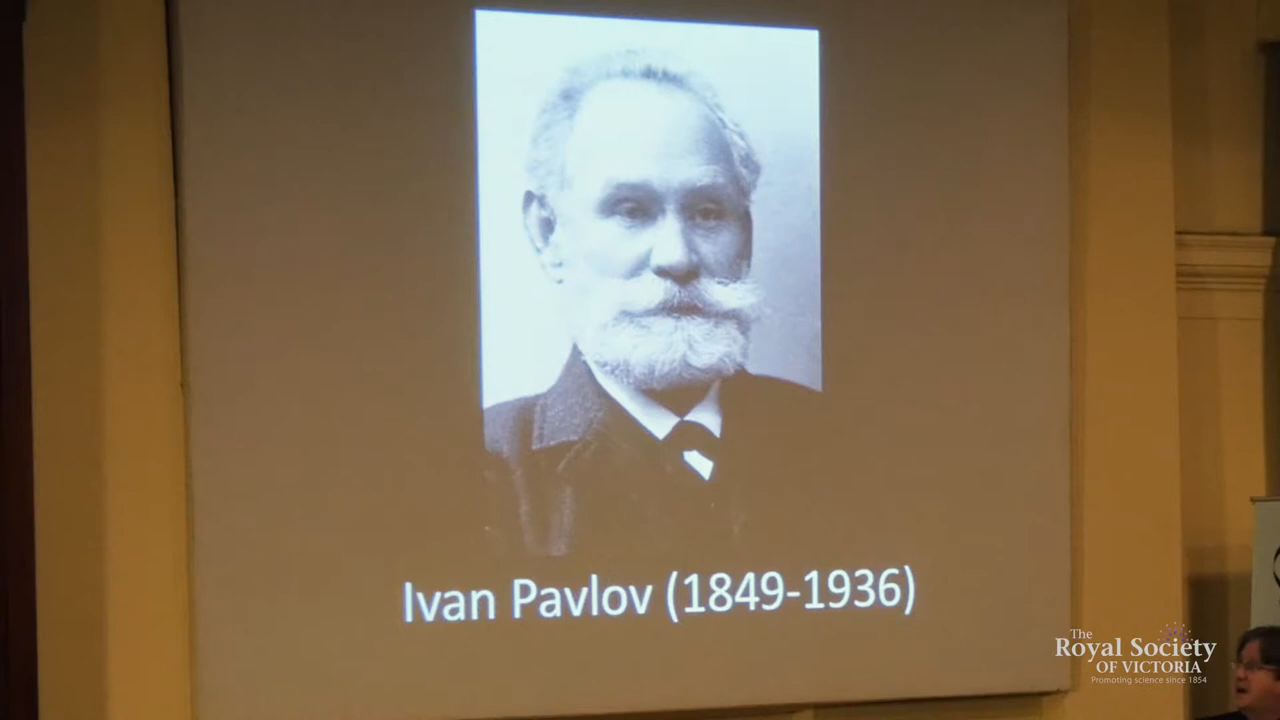 Ivan Pavlov (1849-1936)
The
Royal Society
OF VICTORIA
Promoting science since 1854